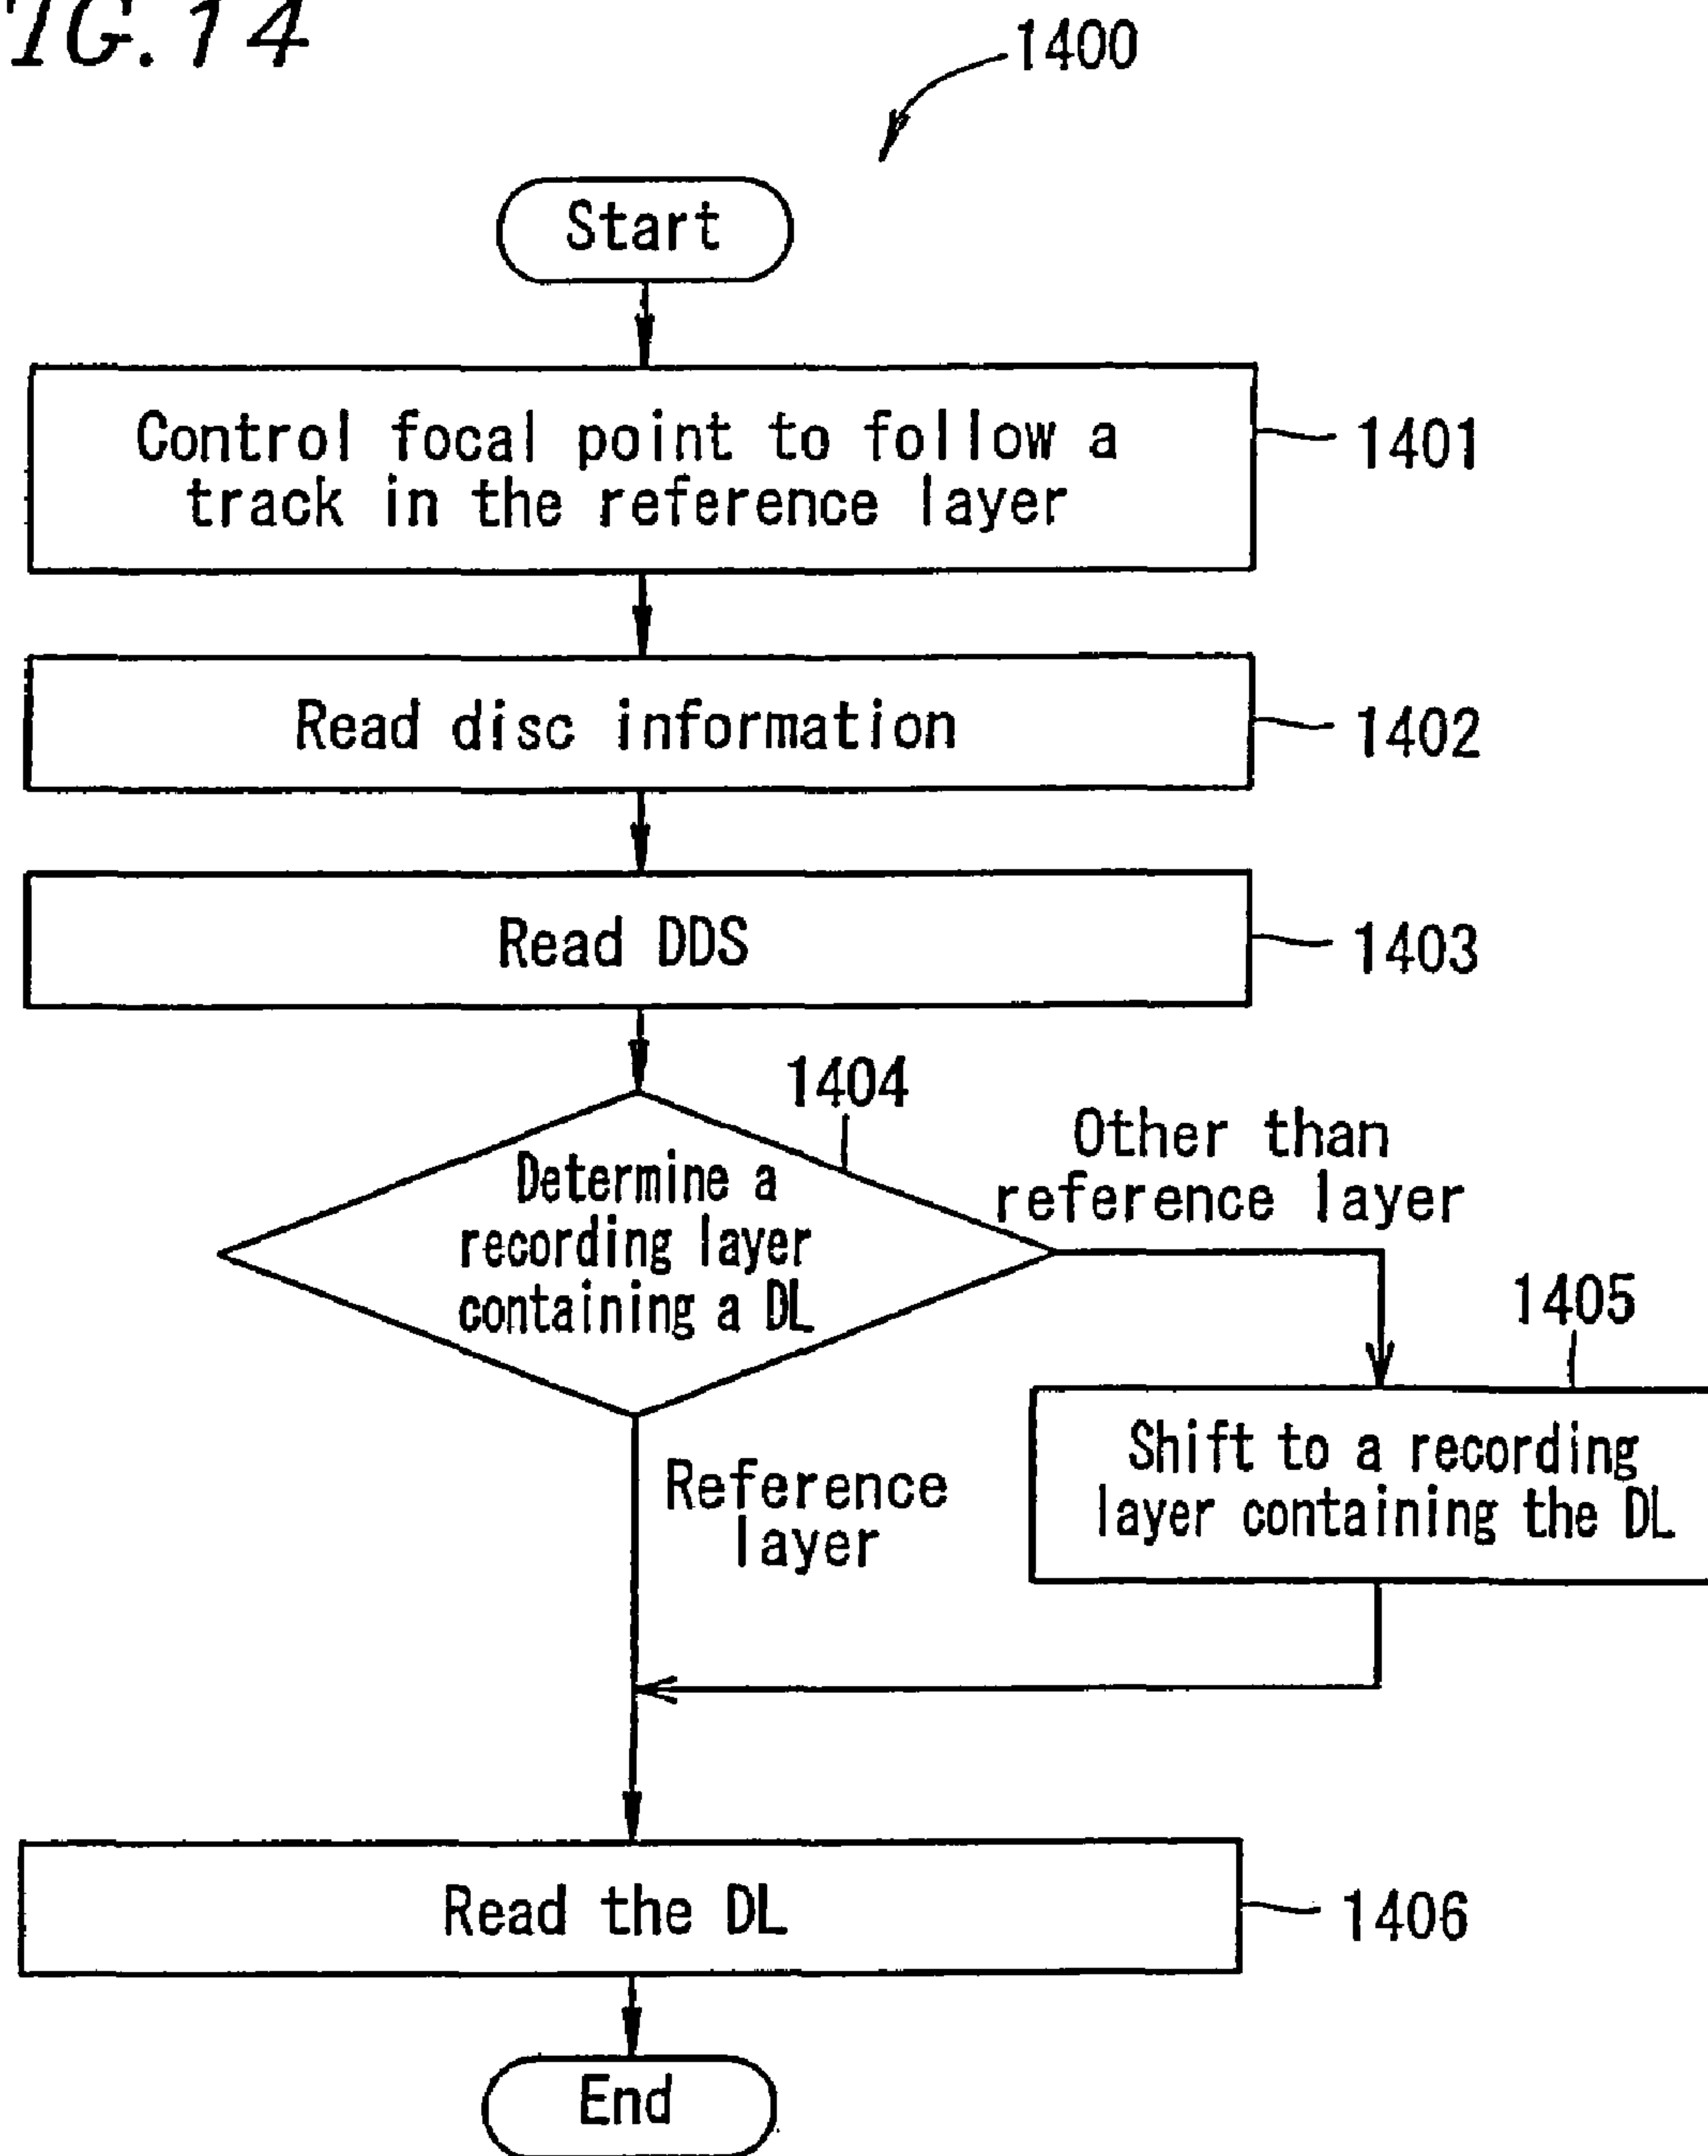 IG. 14
1400
Start
Control focal point to follow a
track in the reference layer
1401
Read disc information
1402
Read DDS
1403
1404
Determine a
recording layer
containing a DL
Other than
reference layer
1405
Shift to a recording
layer containing the DL
Reference
layer
Read the DL
1406
End